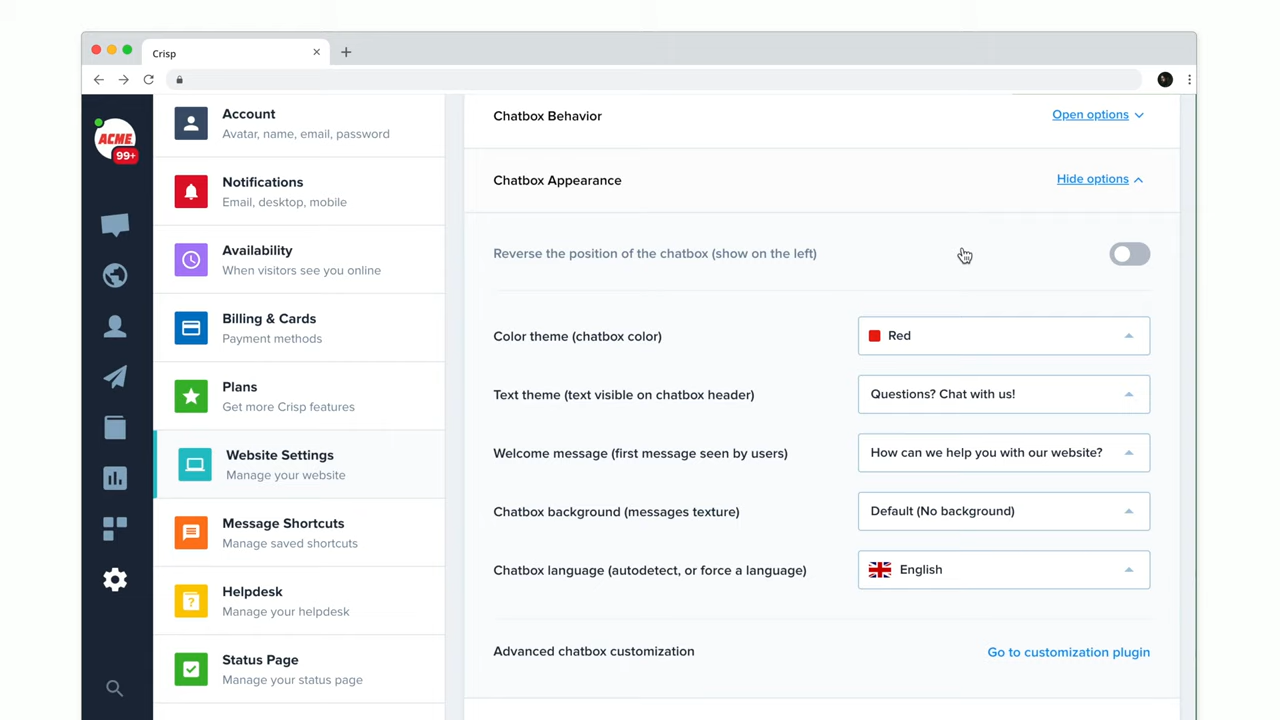 Crisp
ACME
99+
Account
Avatar, name, email, password
Notifications
Email, desktop, mobile
Availability
When visitors see you online
Billing & Cards
Payment methods
Plans
Get more Crisp features
Website Settings
Manage your website
Message Shortcuts
Manage saved shortcuts
Helpdesk
Manage your helpdesk
Status Page
Manage your status page
Chatbox Behavior
Open options
Chatbox Appearance
Hide options
Reverse the position of the chatbox (show on the left)
Color theme (chatbox color)
Red
Text theme (text visible on chatbox header)
Questions? Chat with us!
Welcome message (first message seen by users)
How can we help you with our website?
Chatbox background (messages texture)
Default (No background)
Chatbox language (autodetect, or force a language)
English
Advanced chatbox customization
Go to customization plugin